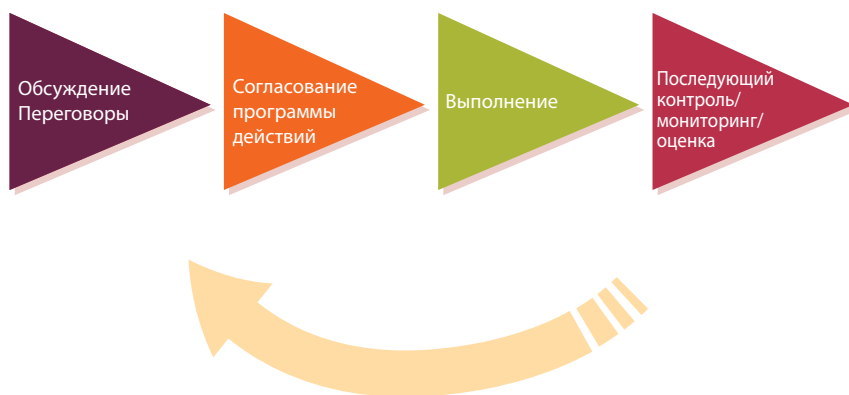 Обсуждение
Переговоры
Согласование
программы
действий
Выполнение
Последующий
контроль/
мониторинг/
оценка